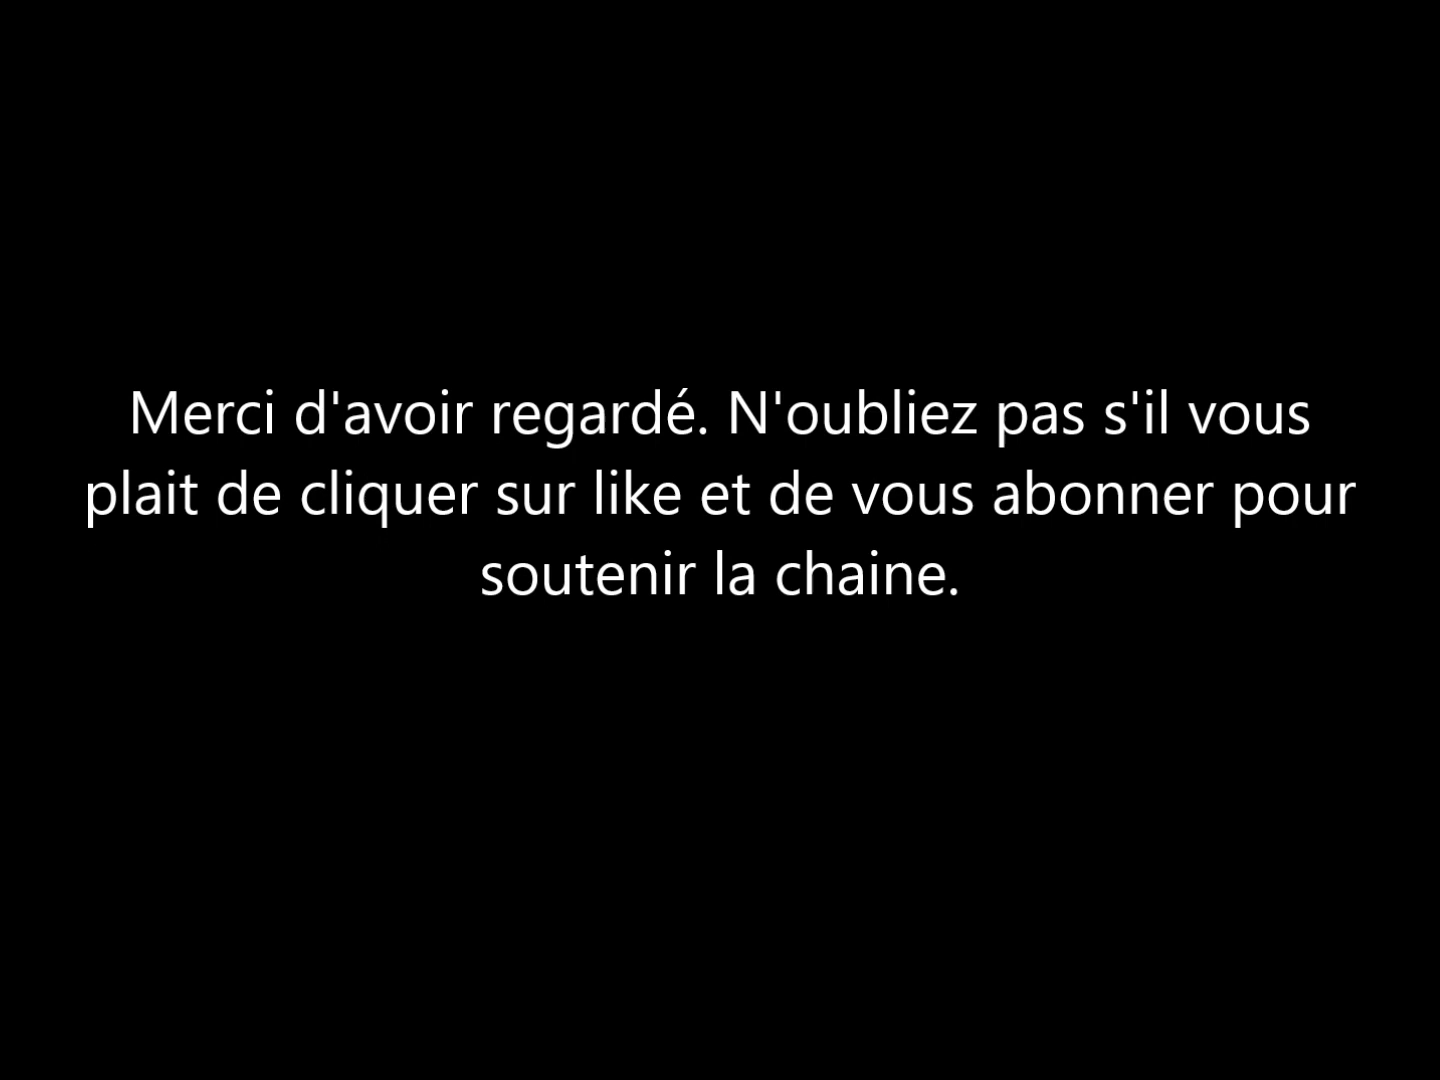 Merci d'avoir regardé. N'oubliez pas s'il vous
plait de cliquer sur like et de vous abonner pour
soutenir la chaine.